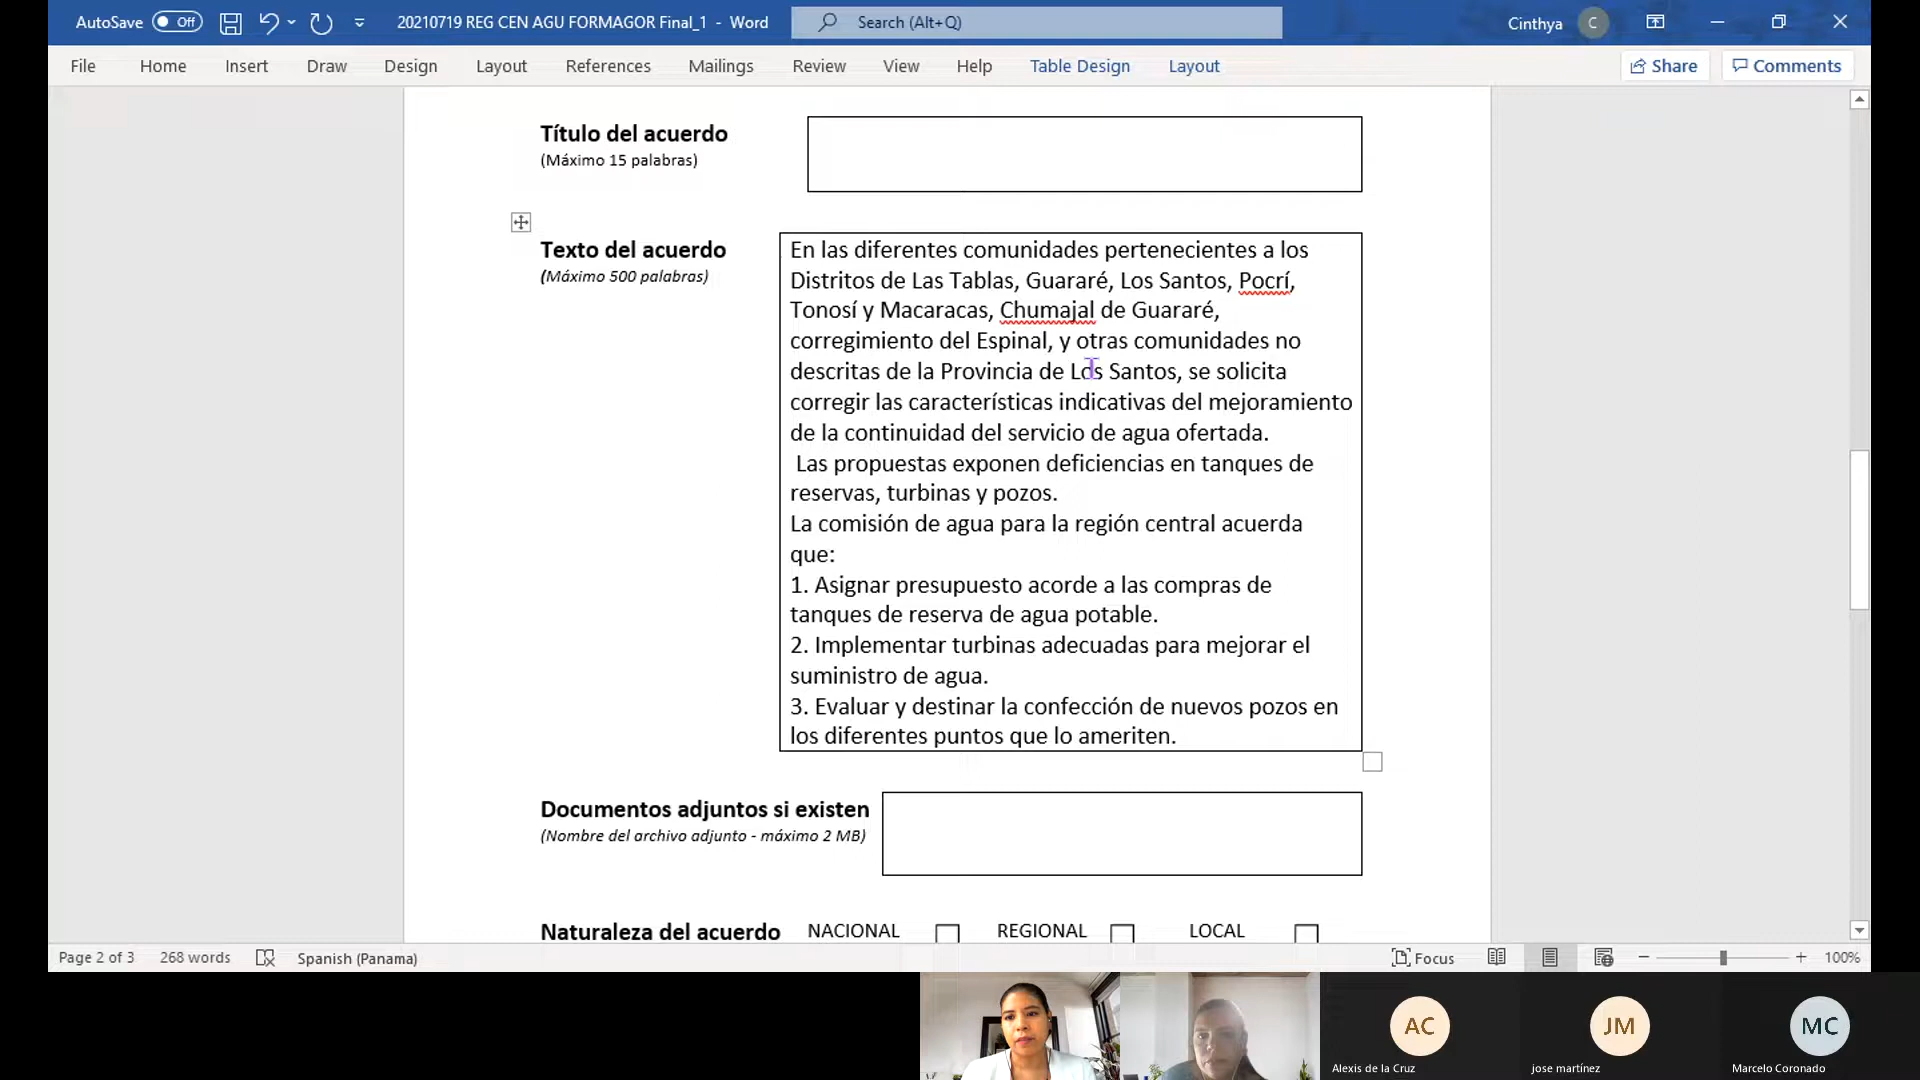 AutoSave Off 20210719 REG CEN AGU FORMAGOR Final_1 - Word Search (Alt+Q) Cinthya C
File Home Insert Draw Design Layout References Mailings Review View Help Table Design Layout Share Comments
Título del acuerdo
(Máximo 15 palabras)
Texto del acuerdo
(Máximo 500 palabras)
En las diferentes comunidades pertenecientes a los
Distritos de Las Tablas, Guararé, Los Santos, Pocrí,
Tonosí y Macaracas, Chumajal de Guararé,
corregimiento del Espinal, y otras comunidades no
descritas de la Provincia de Los Santos, se solicita
corregir las características indicativas del mejoramiento
de la continuidad del servicio de agua ofertada.
Las propuestas exponen deficiencias en tanques de
reservas, turbinas y pozos.
La comisión de agua para la región central acuerda
que:
1. Asignar presupuesto acorde a las compras de
tanques de reserva de agua potable.
2. Implementar turbinas adecuadas para mejorar el
suministro de agua.
3. Evaluar y destinar la confección de nuevos pozos en
los diferentes puntos que lo ameriten.
Documentos adjuntos si existen
(Nombre del archivo adjunto - máximo 2 MB)
Naturaleza del acuerdo NACIONAL REGIONAL LOCAL
Page 2 of 3 268 words Spanish (Panama) Focus 100%
AC JM MC
Alexis de la Cruz jose martínez Marcelo Coronado